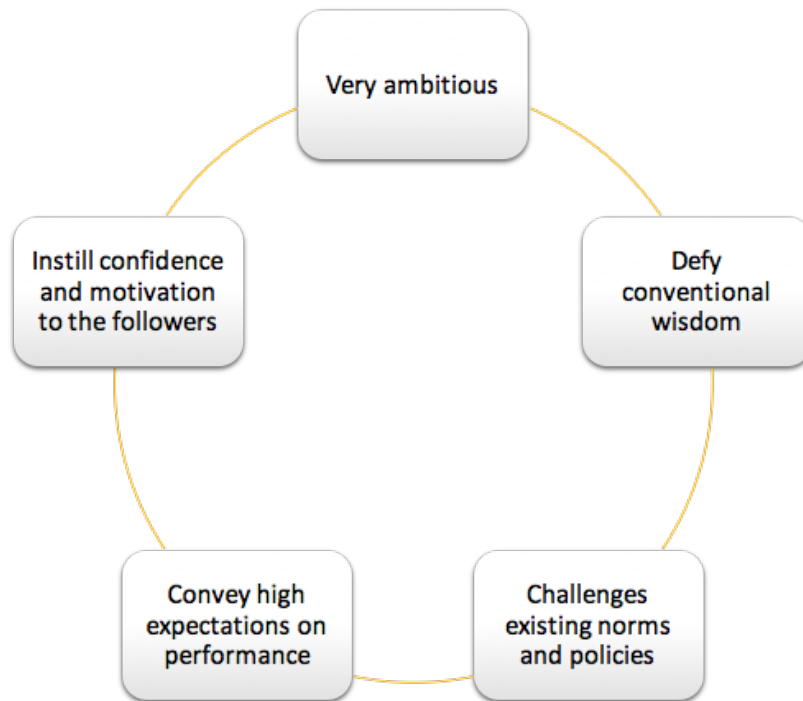 Very ambitious
Defy
conventional
wisdom
Challenges
existing norms
and policies
Convey high
expectations on
performance
Instill confidence
and motivation
to the followers